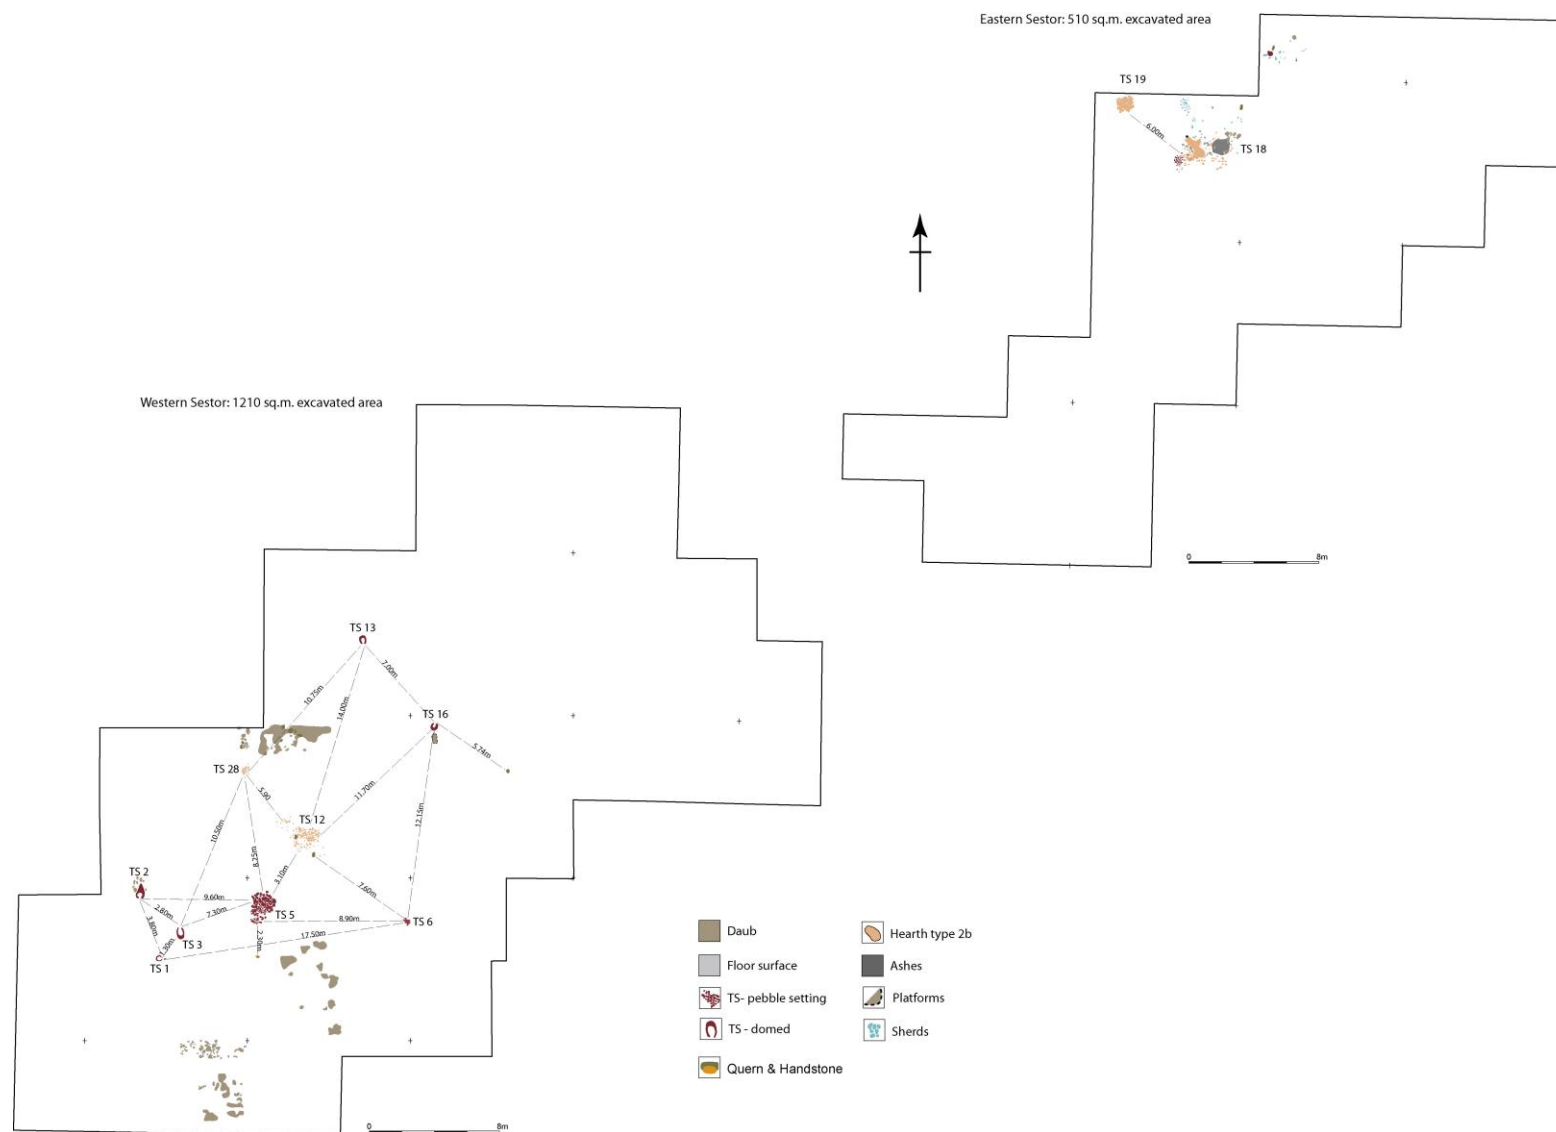 Eastern Sestor: 510 sq.m. excavated area
TS 19
6.00m
TS 18
0 8m
Western Sestor: 1210 sq.m. excavated area
TS 13
10.75m
14.00m
7.00m
TS 16
5.74m
TS 28
5.90
11.70m
12.15m
10.50m
8.25m
TS 12
3.10m
7.60m
TS 2
9.60m
2.80m
7.30m
3.80m
TS 5
8.90m
TS 6
TS 3
2.30m
17.50m
TS 1
Daub
Hearth type 2b
Floor surface
Ashes
TS- pebble setting
Platforms
TS - domed
Sherds
Quern & Handstone
0 8m